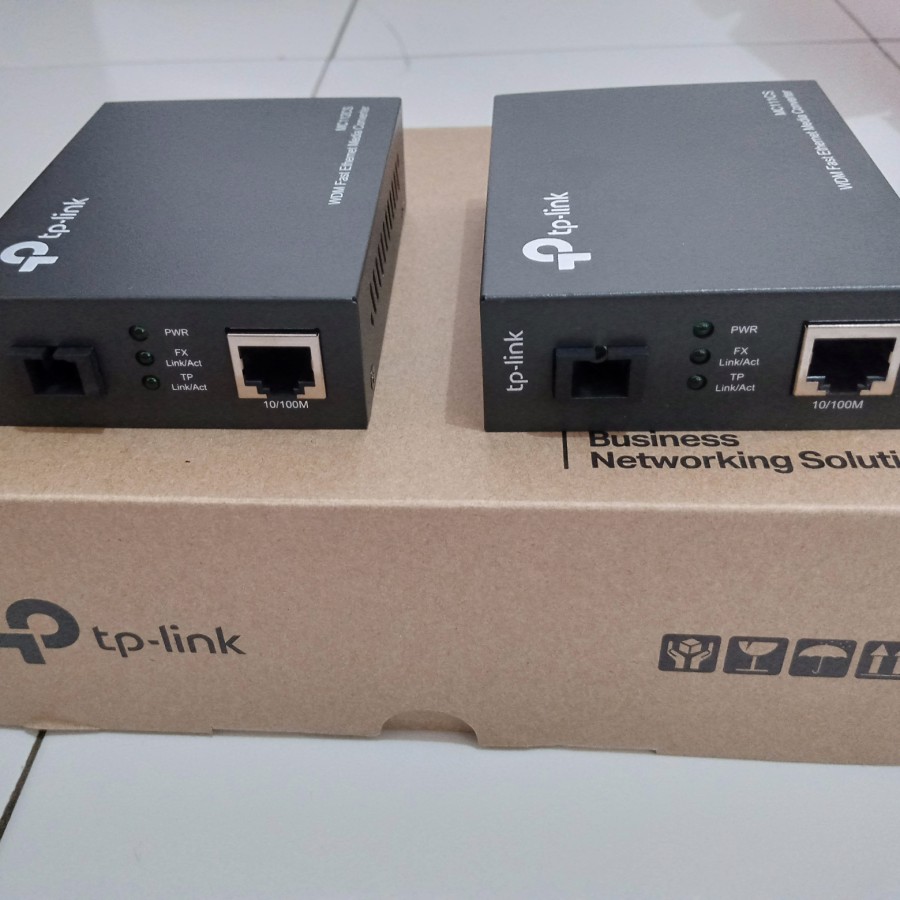 MC112CS
WDM Fast Ethernet Media Converter
tp-link
PWR
FX
Link/Act
TP
Link/Act
10/100M
MC111CS
WDM Fast Ethernet Media Converter
tp-link
tp-link
PWR
FX
Link/Act
TP
Link/Act
10/100M
Business
Networking Soluti
tp-link